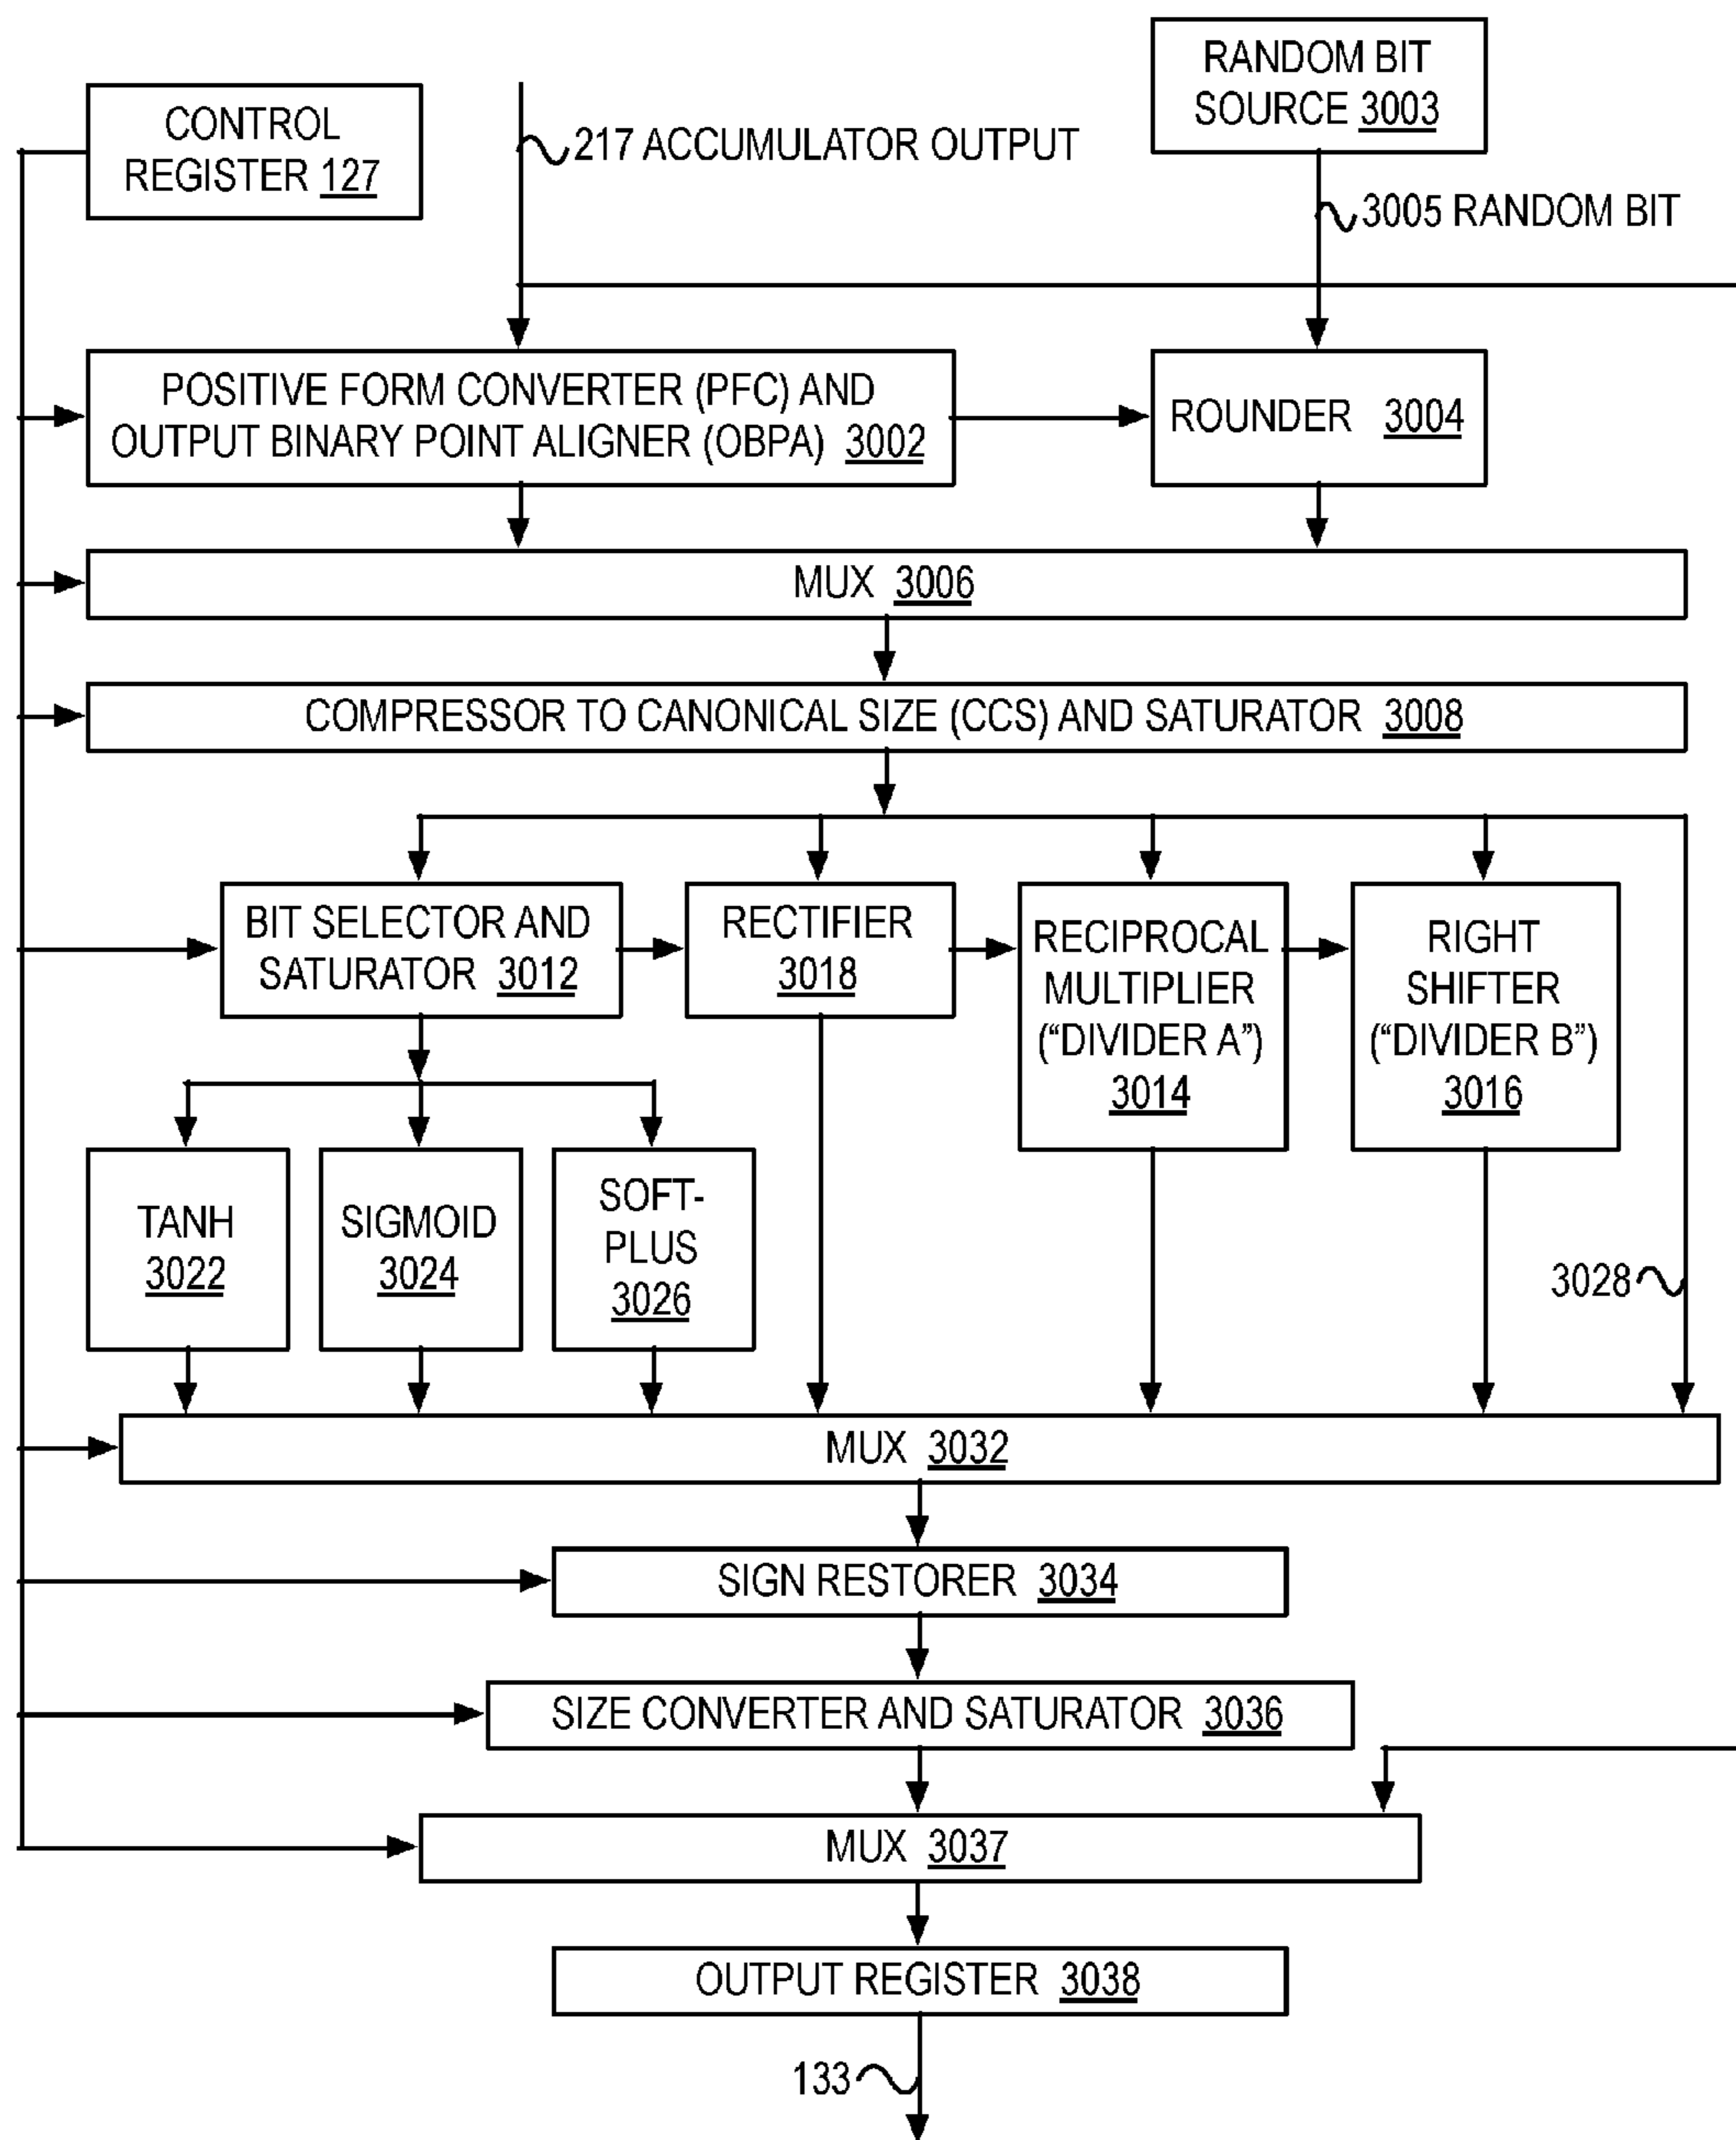 RANDOM BIT
SOURCE 3003
CONTROL
REGISTER 127
217 ACCUMULATOR OUTPUT
3005 RANDOM BIT
POSITIVE FORM CONVERTER (PFC) AND
OUTPUT BINARY POINT ALIGNER (OBPA) 3002
ROUNDER 3004
MUX 3006
COMPRESSOR TO CANONICAL SIZE (CCS) AND SATURATOR 3008
BIT SELECTOR AND
SATURATOR 3012
RECTIFIER
3018
RECIPROCAL
MULTIPLIER
(“DIVIDER A”)
3014
RIGHT
SHIFTER
(“DIVIDER B”)
3016
TANH
3022
SIGMOID
3024
SOFT-
PLUS
3026
3028
MUX 3032
SIGN RESTORER 3034
SIZE CONVERTER AND SATURATOR 3036
MUX 3037
OUTPUT REGISTER 3038
133